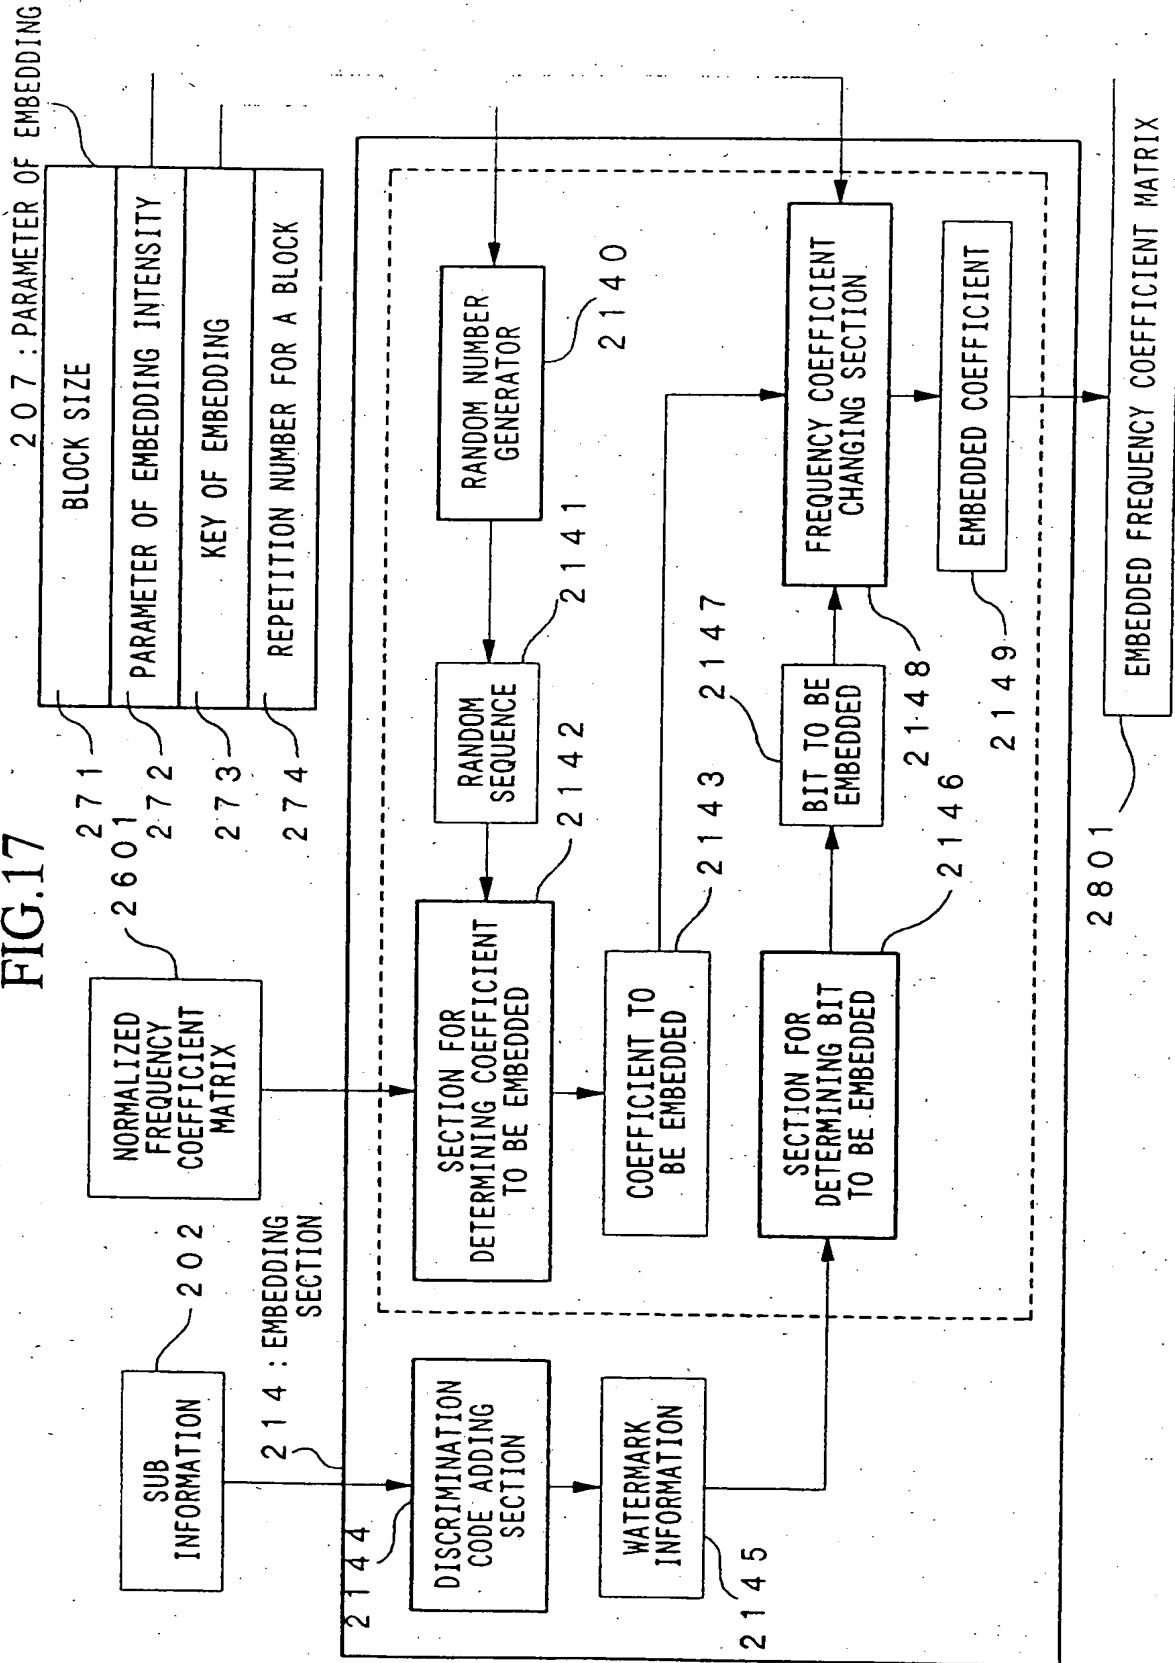 FIG.17
207 : PARAMETER OF EMBEDDING
BLOCK SIZE
271
PARAMETER OF EMBEDDING INTENSITY
272
KEY OF EMBEDDING
273
REPETITION NUMBER FOR A BLOCK
274
NORMALIZED
FREQUENCY
COEFFICIENT
MATRIX
2601
SUB
INFORMATION
202
214 : EMBEDDING
SECTION
RANDOM NUMBER
GENERATOR
2140
RANDOM
SEQUENCE
2141
SECTION FOR
DETERMINING COEFFICIENT
TO BE EMBEDDED
2142
COEFFICIENT TO
BE EMBEDDED
2143
DISCRIMINATION
CODE ADDING
SECTION
2144
WATERMARK
INFORMATION
2145
SECTION FOR
DETERMINING BIT
TO BE EMBEDDED
2146
BIT TO BE
EMBEDDED
2147
FREQUENCY COEFFICIENT
CHANGING SECTION
2148
EMBEDDED COEFFICIENT
2149
EMBEDDED FREQUENCY COEFFICIENT MATRIX
2801